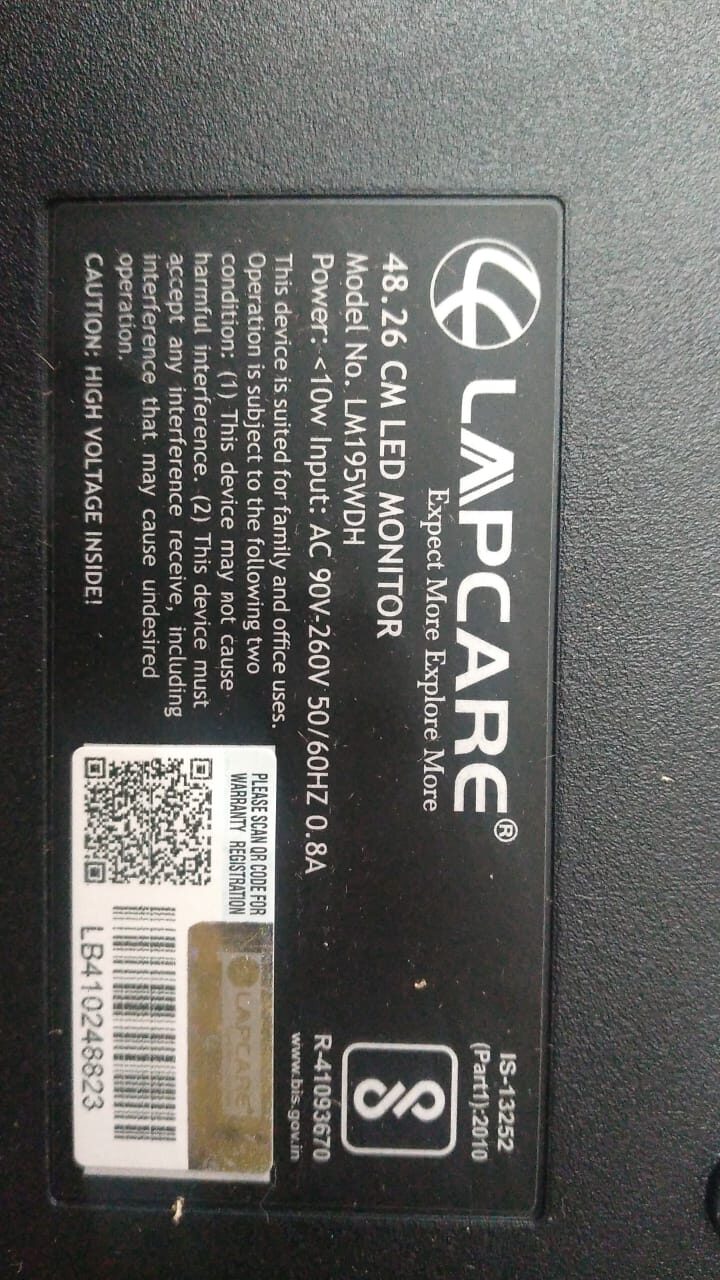 LAPCARE®
Expect More Explore More
48.26 CM LED MONITOR
Model No. LM195WDH
Power: <10w Input: AC 90V-260V 50/60HZ 0.8A
This device is suited for family and office uses.
Operation is subject to the following two
condition: (1) This device may not cause
harmful interference. (2) This device must
accept any interference receive, including
interference that may cause undesired
operation.
CAUTION: HIGH VOLTAGE INSIDE!
IS-13252
(Part1):2010
R-41093670
www.bis.gov.in
PLEASE SCAN QR CODE FOR
WARRANTY REGISTRATION
LAPCARE
LB410248823